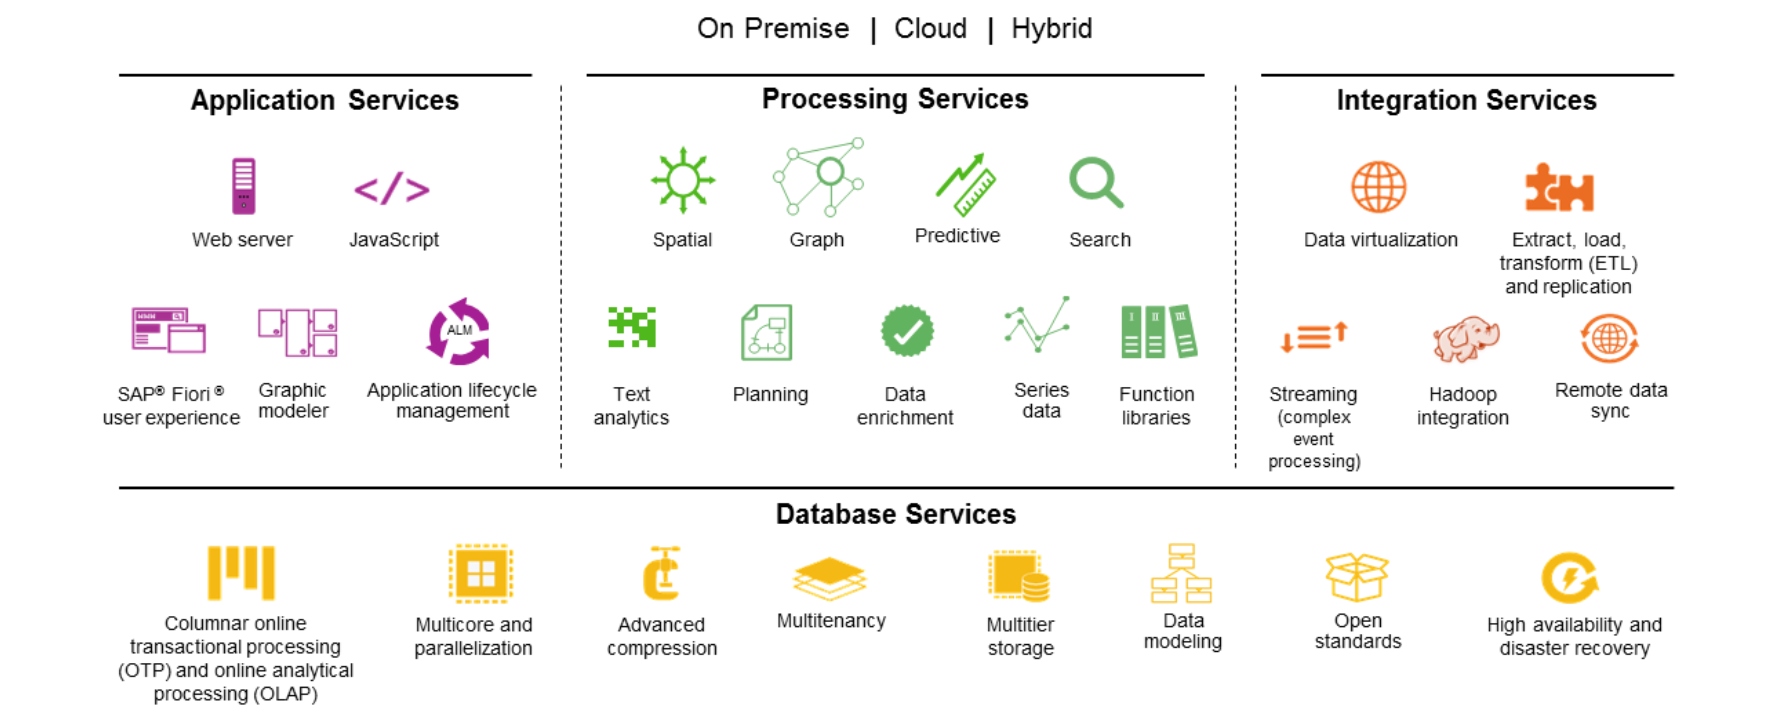 On Premise | Cloud | Hybrid
Application Services
Web server
JavaScript
SAP® Fiori ®
user experience
Graphic
modeler
ALM
Application lifecycle
management
Processing Services
Spatial
Graph
Predictive
Search
Text
analytics
Planning
Data
enrichment
Series
data
I II III
Function
libraries
Integration Services
Data virtualization
Extract, load,
transform (ETL)
and replication
Streaming
(complex
event
processing)
Hadoop
integration
Remote data
sync
Database Services
Columnar online
transactional processing
(OTP) and online analytical
processing (OLAP)
Multicore and
parallelization
Advanced
compression
Multitenancy
Multitier
storage
Data
modeling
Open
standards
High availability and
disaster recovery